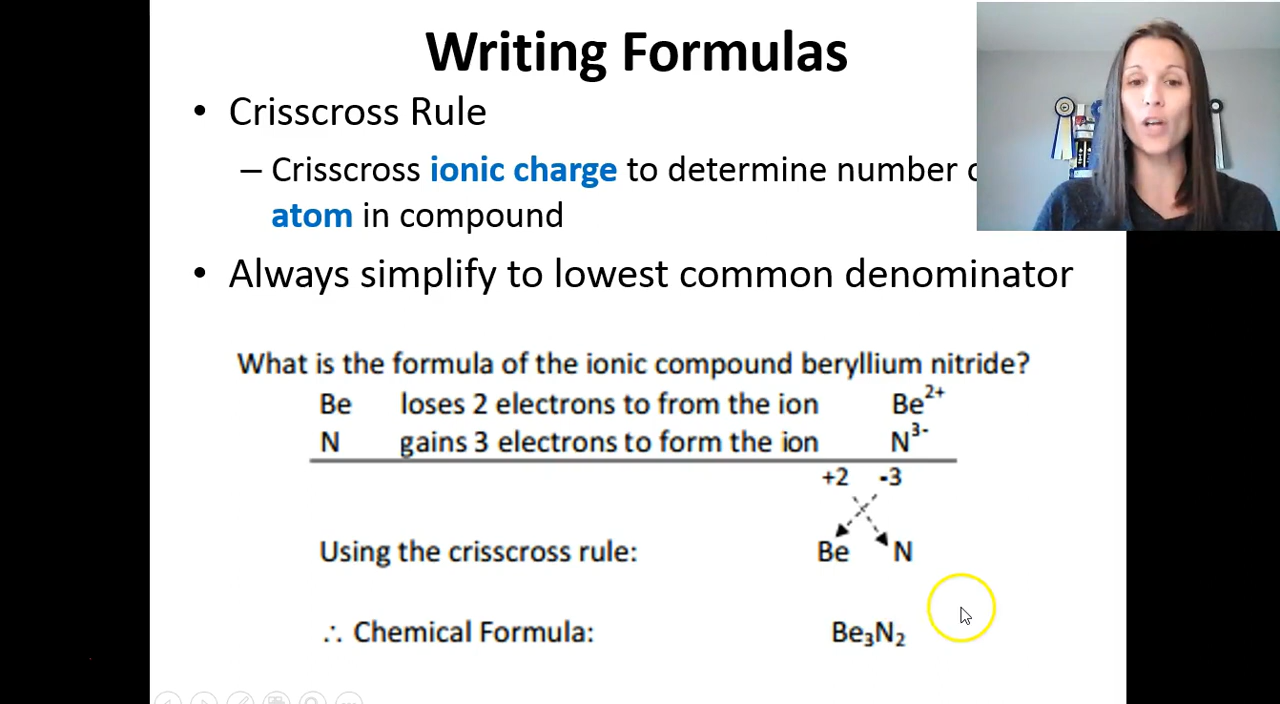 Writing Formulas
• Crisscross Rule
– Crisscross ionic charge to determine number
atom in compound
• Always simplify to lowest common denominator
What is the formula of the ionic compound beryllium nitride?
Be loses 2 electrons to from the ion Be²⁺
N gains 3 electrons to form the ion N³⁻
+2 -3
Using the crisscross rule: Be N
∴ Chemical Formula: Be₃N₂